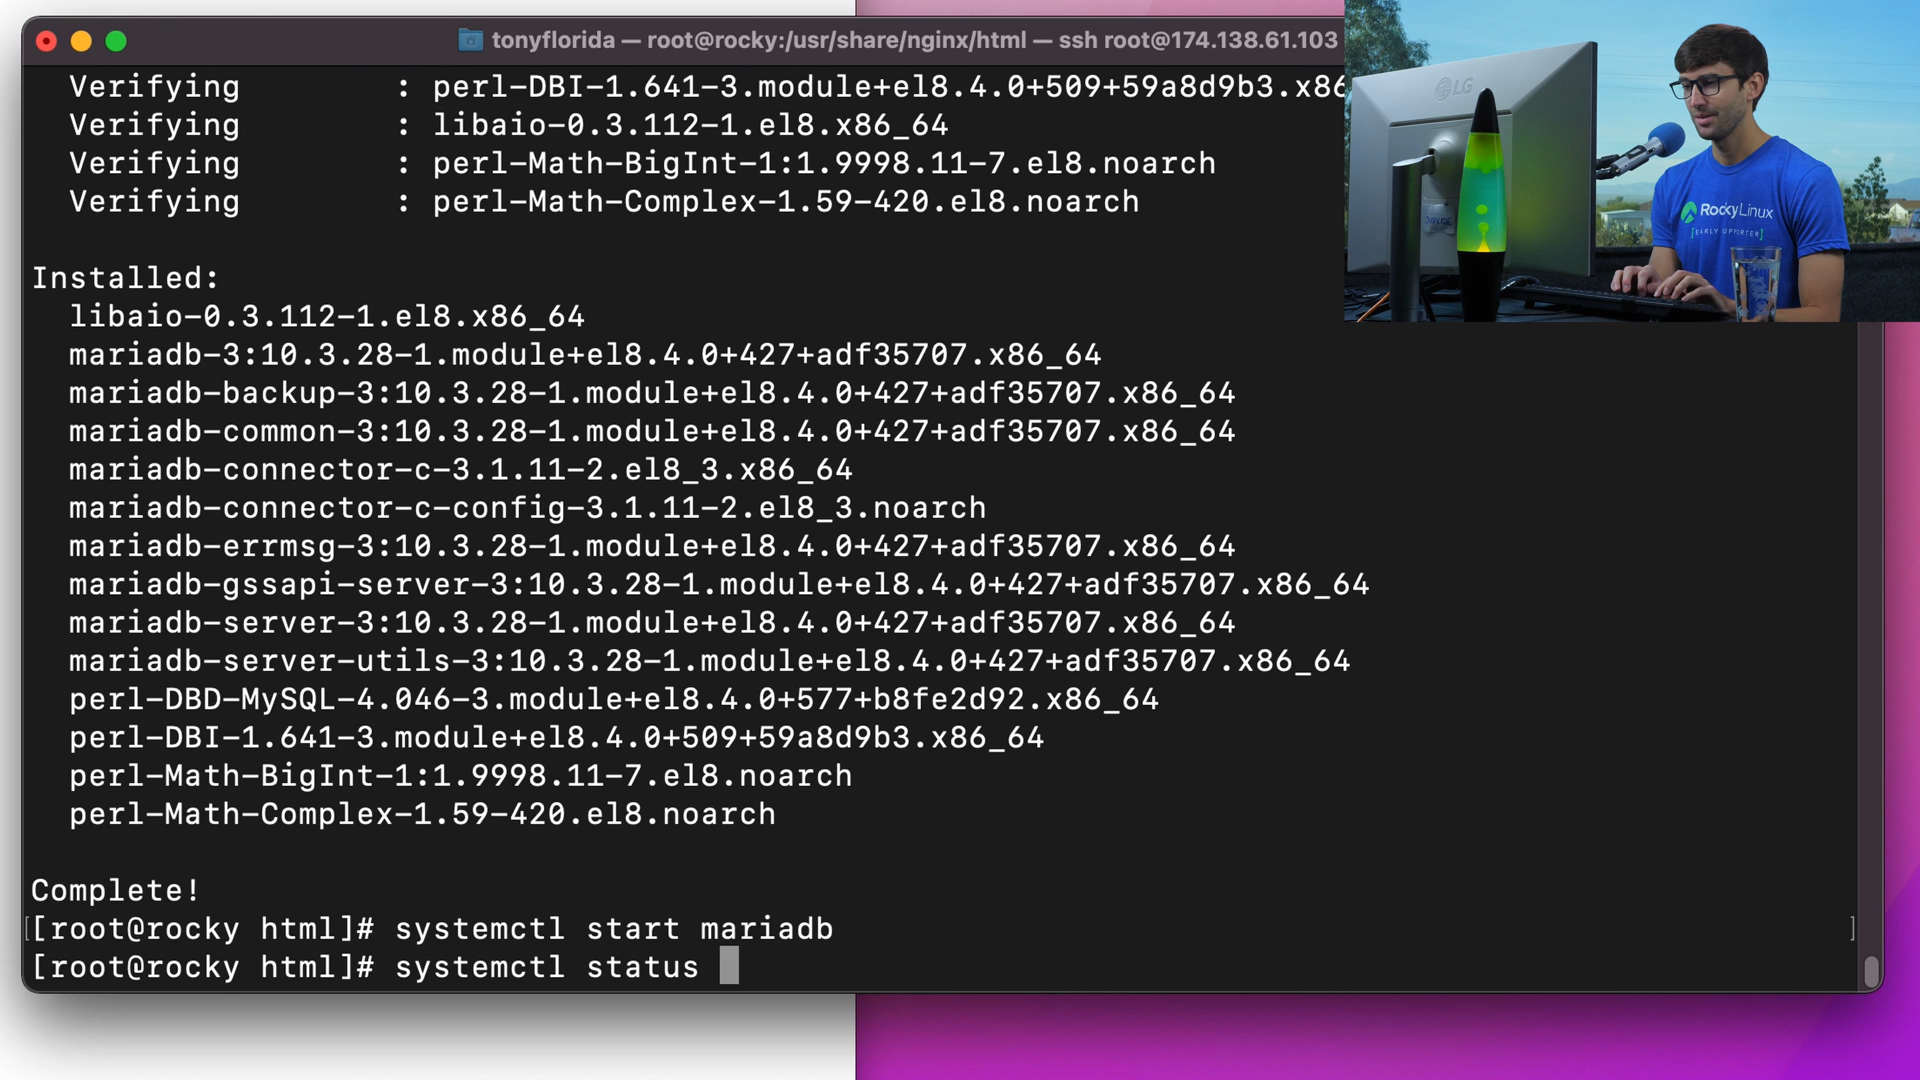 tonyflorida — root@rocky:/usr/share/nginx/html — ssh root@174.138.61.103
Verifying : perl-DBI-1.641-3.module+el8.4.0+509+59a8d9b3.x86
Verifying : libaio-0.3.112-1.el8.x86_64
Verifying : perl-Math-BigInt-1:1.9998.11-7.el8.noarch
Verifying : perl-Math-Complex-1.59-420.el8.noarch
Installed:
libaio-0.3.112-1.el8.x86_64
mariadb-3:10.3.28-1.module+el8.4.0+427+adf35707.x86_64
mariadb-backup-3:10.3.28-1.module+el8.4.0+427+adf35707.x86_64
mariadb-common-3:10.3.28-1.module+el8.4.0+427+adf35707.x86_64
mariadb-connector-c-3.1.11-2.el8_3.x86_64
mariadb-connector-c-config-3.1.11-2.el8_3.noarch
mariadb-errmsg-3:10.3.28-1.module+el8.4.0+427+adf35707.x86_64
mariadb-gssapi-server-3:10.3.28-1.module+el8.4.0+427+adf35707.x86_64
mariadb-server-3:10.3.28-1.module+el8.4.0+427+adf35707.x86_64
mariadb-server-utils-3:10.3.28-1.module+el8.4.0+427+adf35707.x86_64
perl-DBD-MySQL-4.046-3.module+el8.4.0+577+b8fe2d92.x86_64
perl-DBI-1.641-3.module+el8.4.0+509+59a8d9b3.x86_64
perl-Math-BigInt-1:1.9998.11-7.el8.noarch
perl-Math-Complex-1.59-420.el8.noarch
Complete!
[[root@rocky html]# systemctl start mariadb ]
[root@rocky html]# systemctl status
LG
Rocky Linux
[EARLY SUPPORTER]